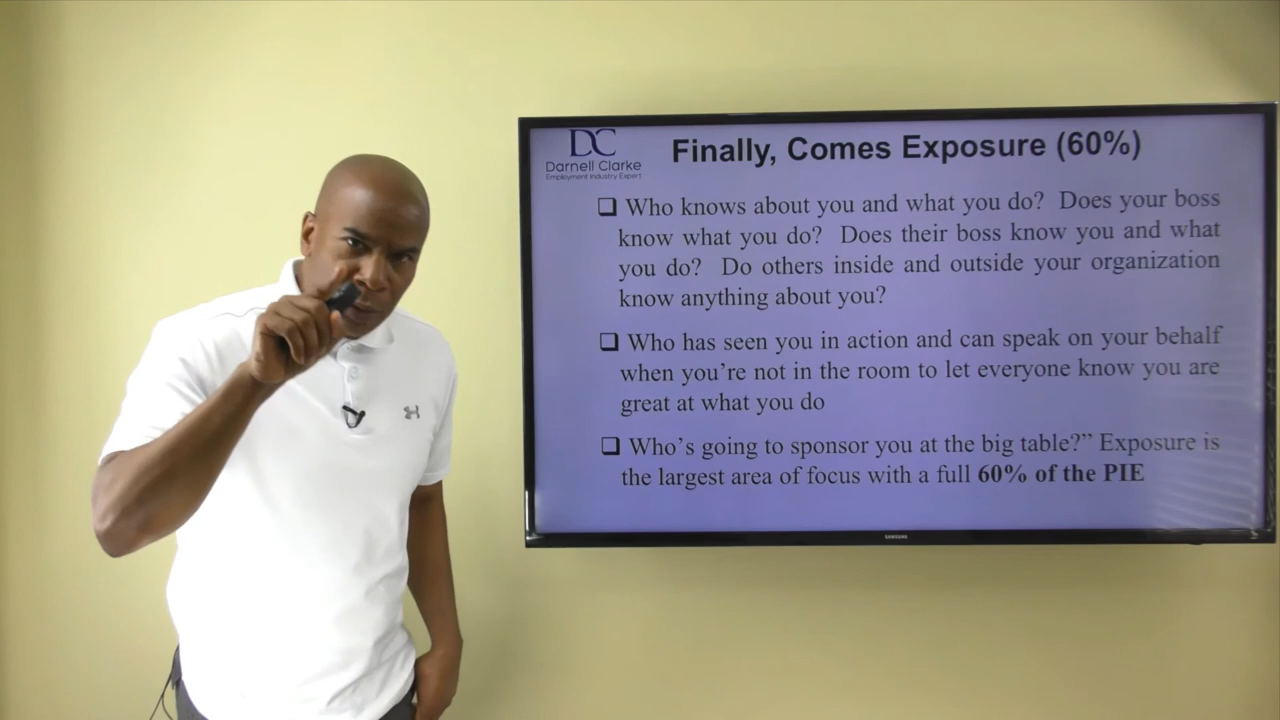 DC
Darnell Clarke
Employment Industry Expert
Finally, Comes Exposure (60%)
❑ Who knows about you and what you do? Does your boss
know what you do? Does their boss know you and what
you do? Do others inside and outside your organization
know anything about you?
❑ Who has seen you in action and can speak on your behalf
when you’re not in the room to let everyone know you are
great at what you do
❑ Who’s going to sponsor you at the big table?” Exposure is
the largest area of focus with a full 60% of the PIE
SAMSUNG